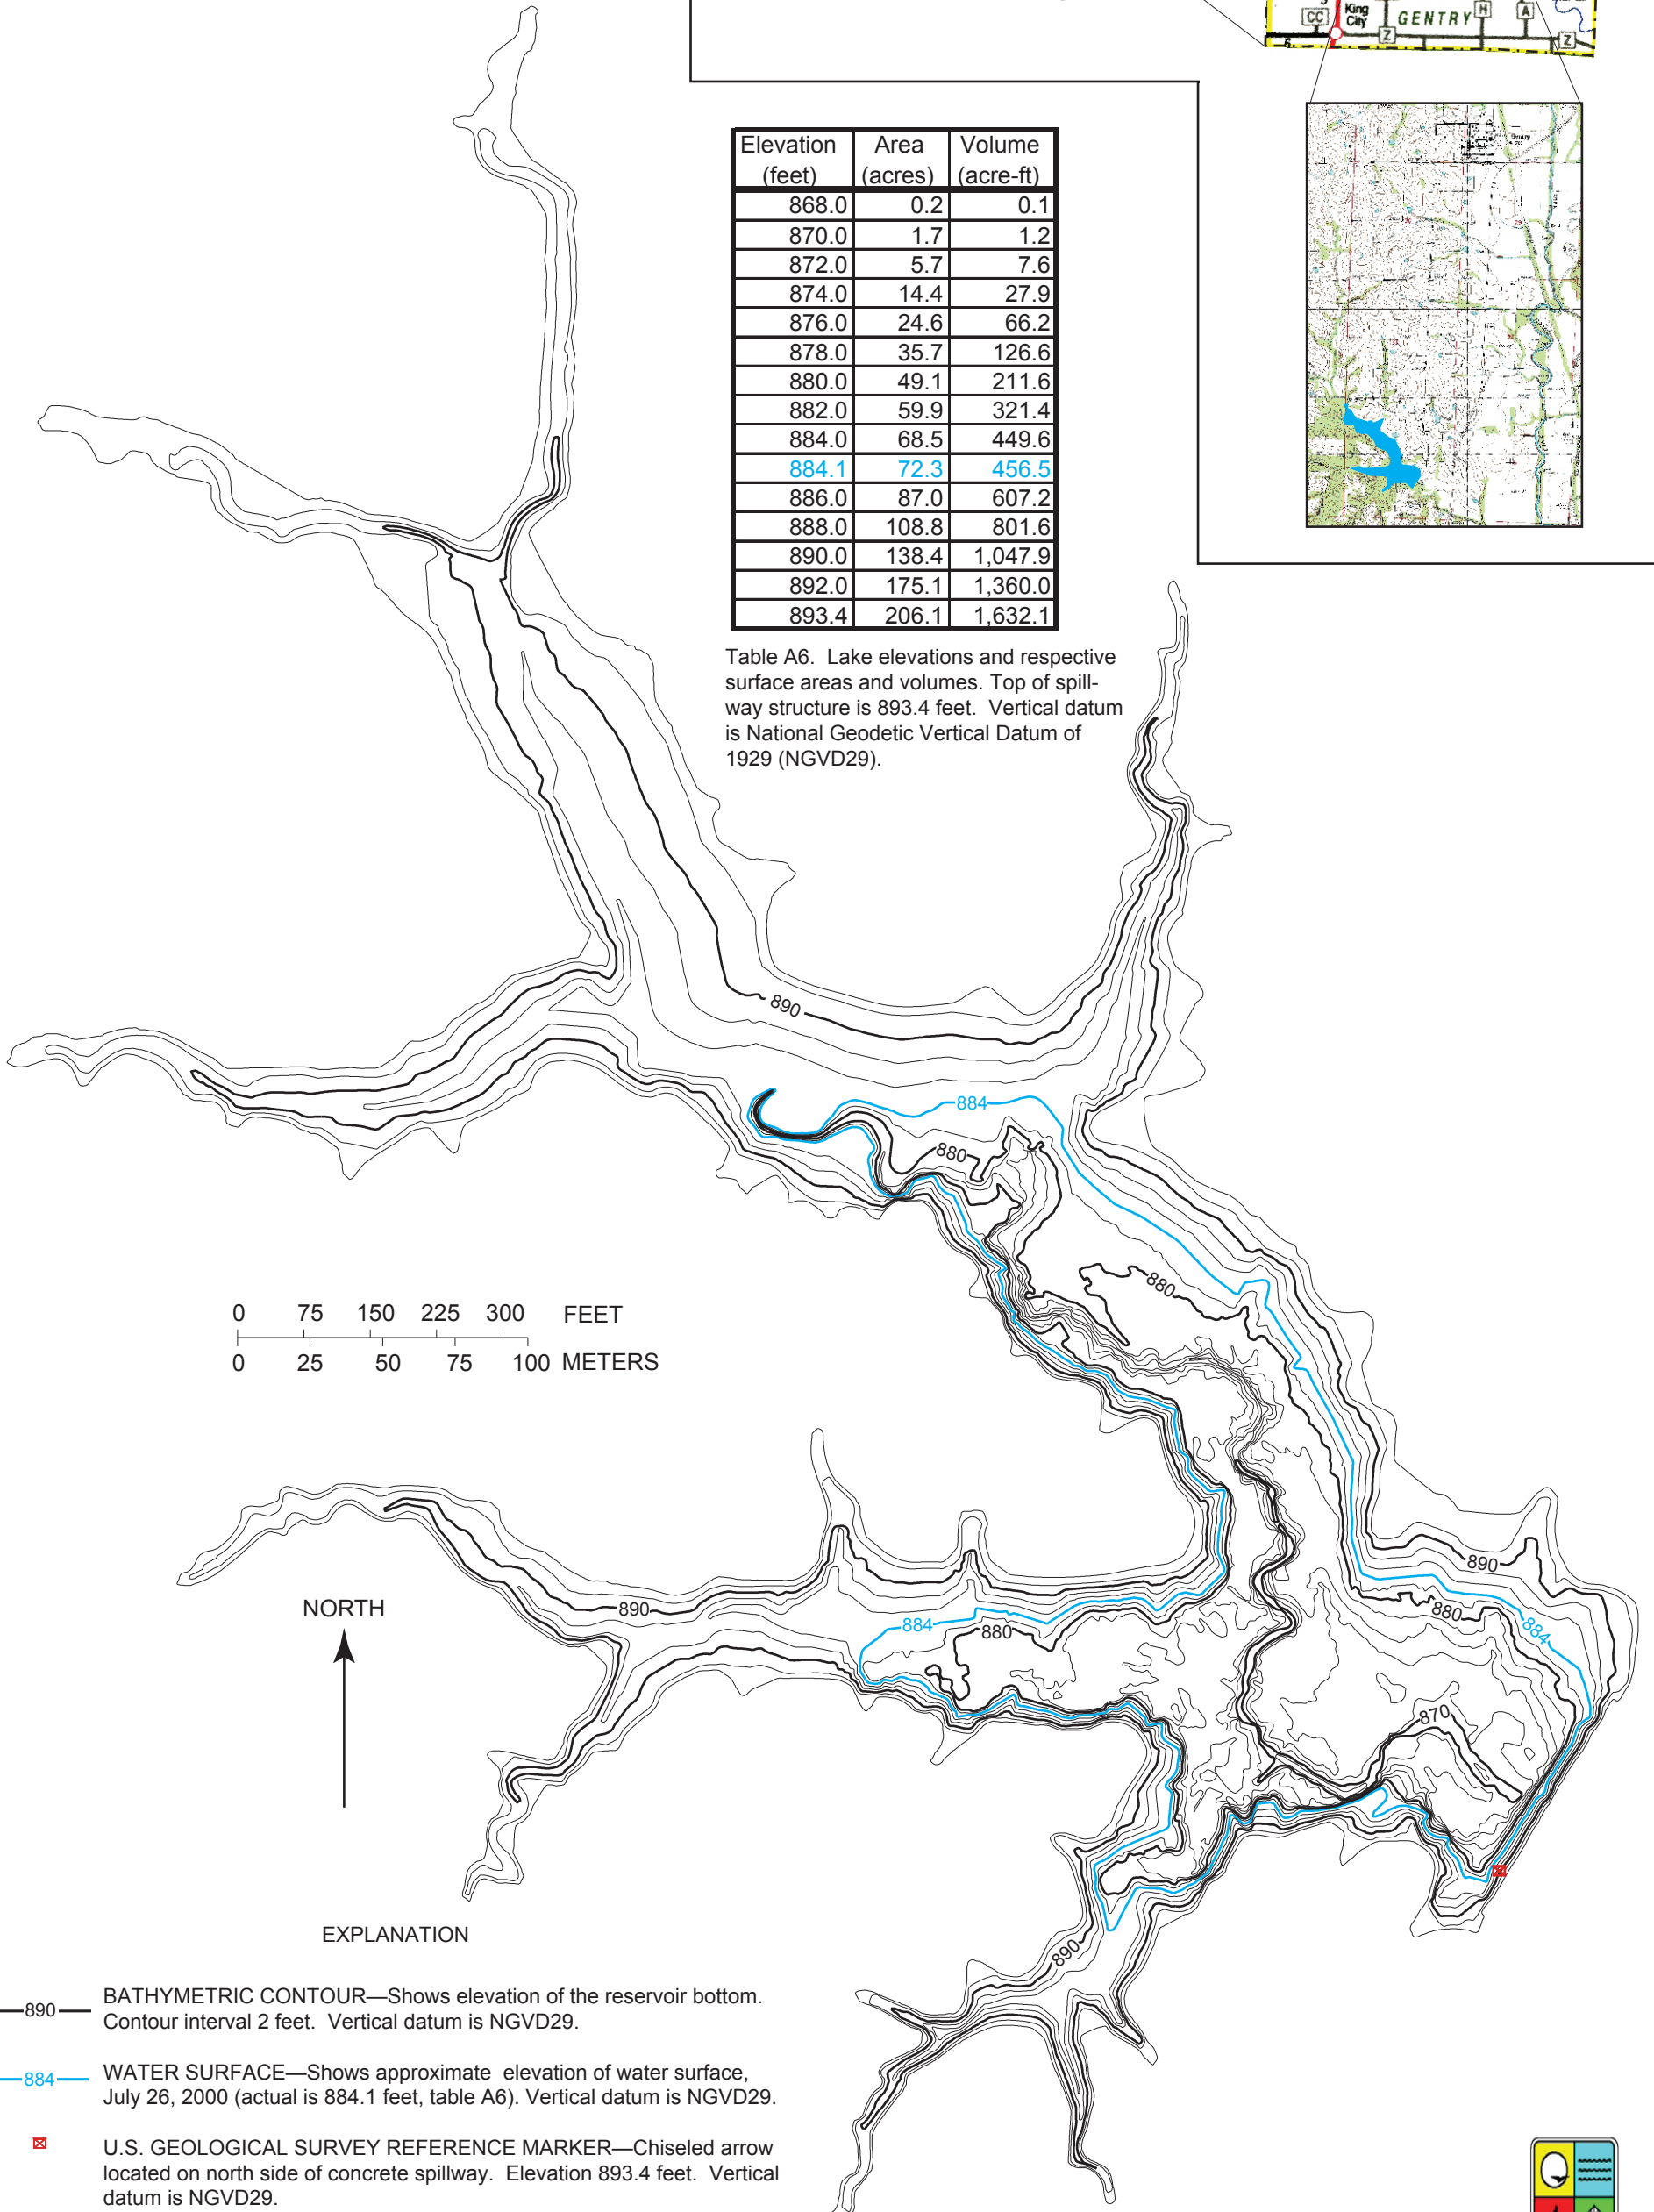 CC
King
City
GENTRY
H
A
Z
Z
6
Elevation Area Volume
(feet) (acres) (acre-ft)
868.0 0.2 0.1
870.0 1.7 1.2
872.0 5.7 7.6
874.0 14.4 27.9
876.0 24.6 66.2
878.0 35.7 126.6
880.0 49.1 211.6
882.0 59.9 321.4
884.0 68.5 449.6
884.1 72.3 456.5
886.0 87.0 607.2
888.0 108.8 801.6
890.0 138.4 1,047.9
892.0 175.1 1,360.0
893.4 206.1 1,632.1
Table A6. Lake elevations and respective
surface areas and volumes. Top of spill-
way structure is 893.4 feet. Vertical datum
is National Geodetic Vertical Datum of
1929 (NGVD29).
890
884
880
880
0 75 150 225 300 FEET
0 25 50 75 100 METERS
890
890
880
884
884
880
870
890
NORTH
EXPLANATION
890 BATHYMETRIC CONTOUR—Shows elevation of the reservoir bottom.
Contour interval 2 feet. Vertical datum is NGVD29.
884 WATER SURFACE—Shows approximate elevation of water surface,
July 26, 2000 (actual is 884.1 feet, table A6). Vertical datum is NGVD29.
U.S. GEOLOGICAL SURVEY REFERENCE MARKER—Chiseled arrow
located on north side of concrete spillway. Elevation 893.4 feet. Vertical
datum is NGVD29.